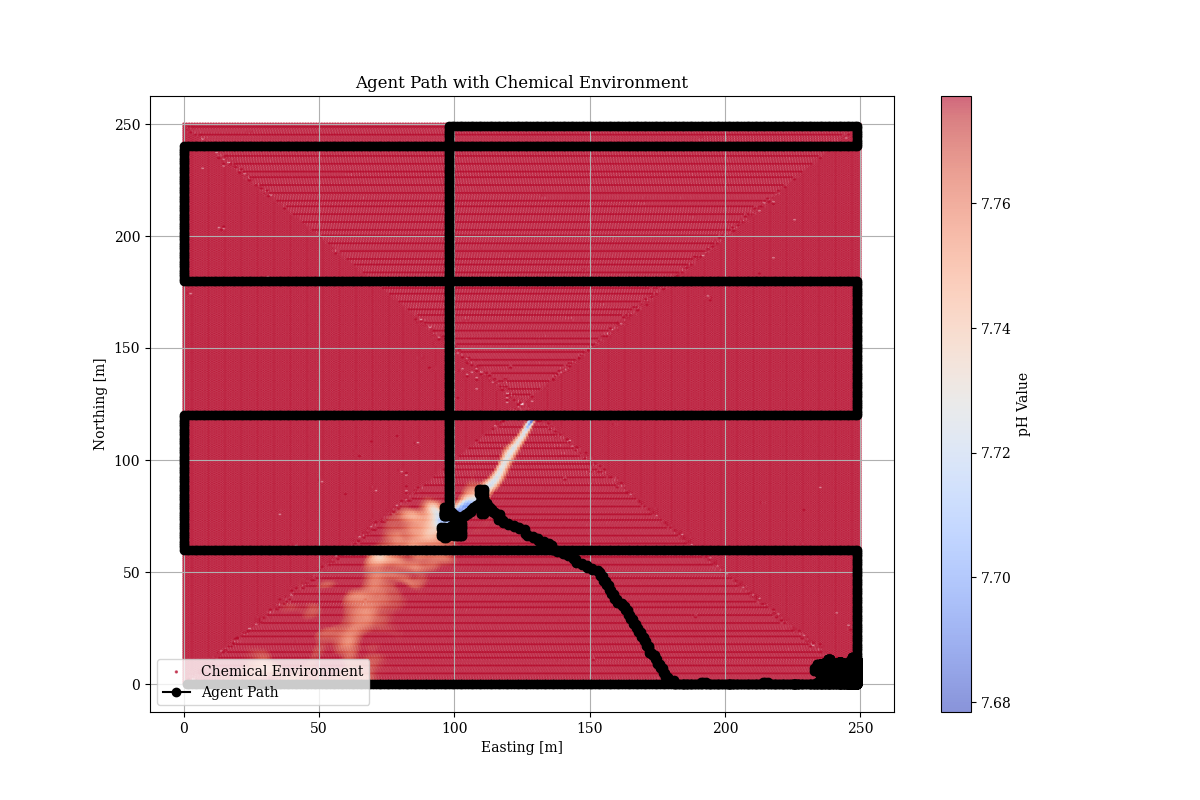 Agent Path with Chemical Environment
250
200
150
100
50
0
Northing [m]
0 50 100 150 200 250
Easting [m]
Chemical Environment
Agent Path
7.76
7.74
7.72
7.70
7.68
pH Value